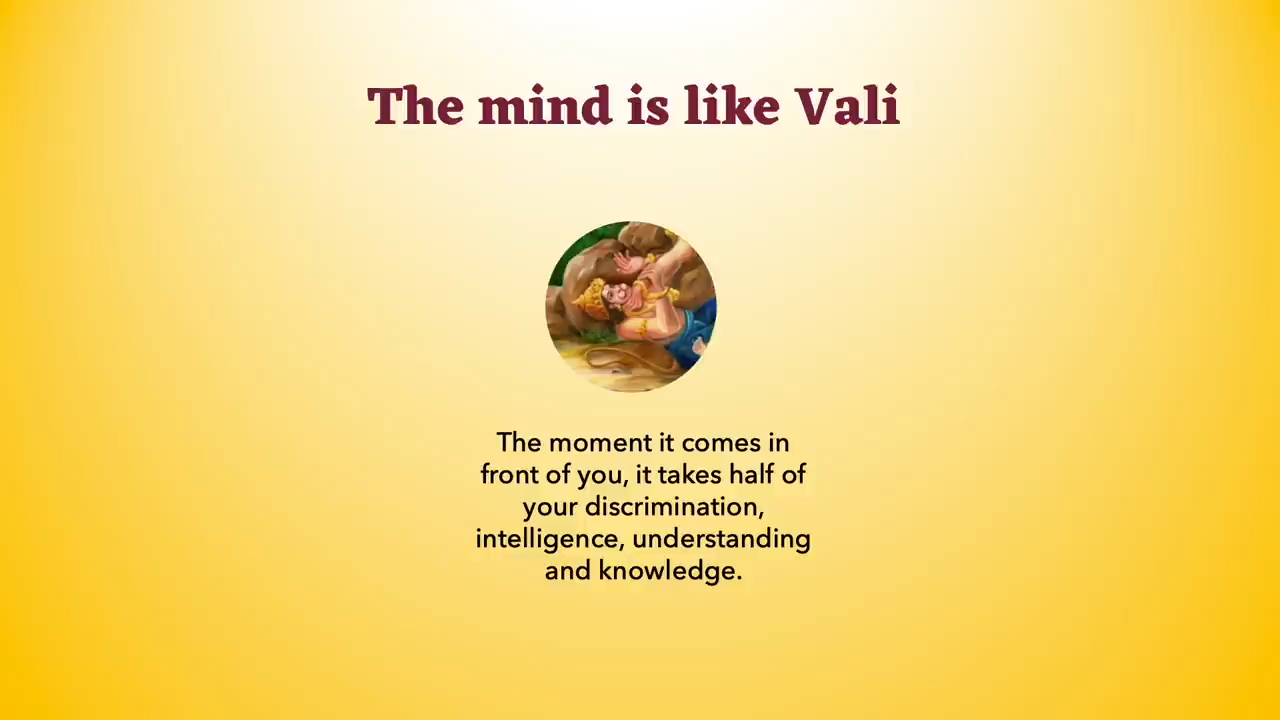 The mind is like Vali
The moment it comes in
front of you, it takes half of
your discrimination,
intelligence, understanding
and knowledge.